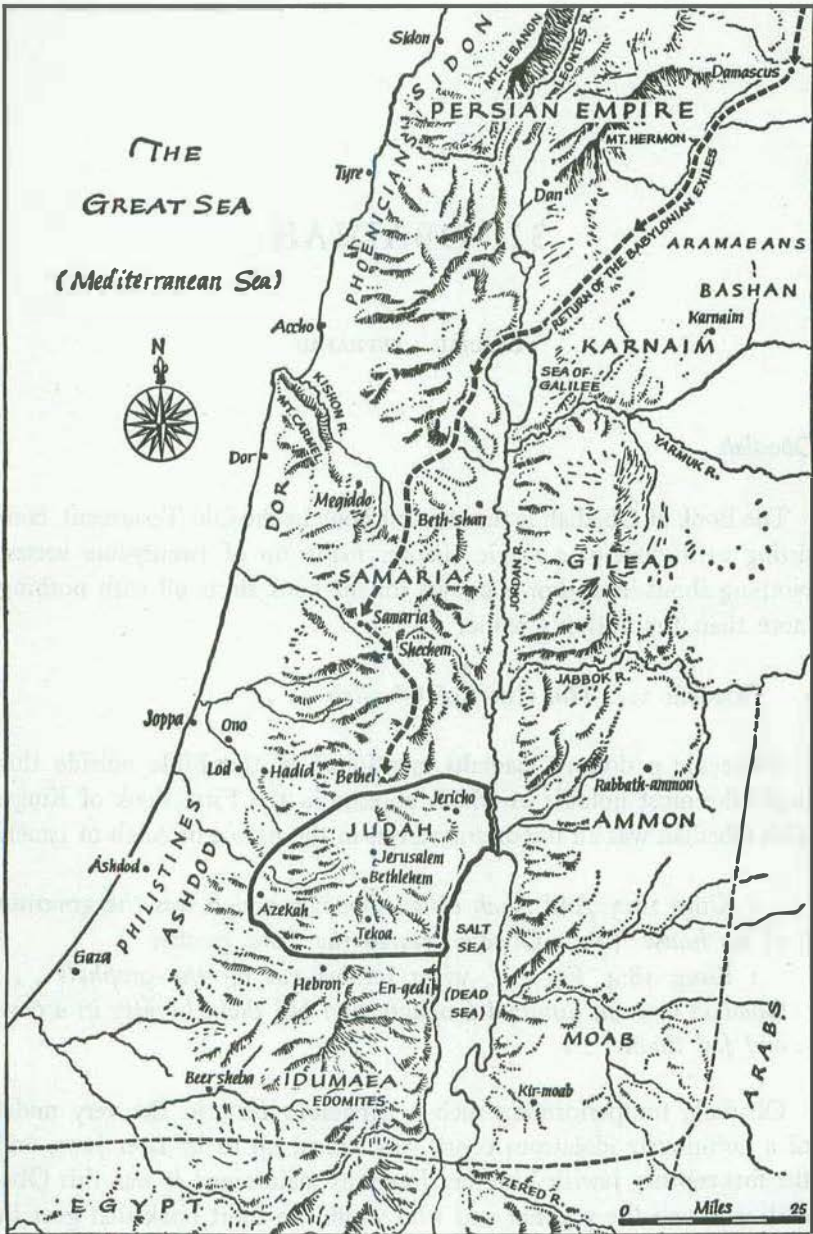 Sidon
SIDON
MT. LEBANON
LEONTES R.
Damascus
PERSIAN EMPIRE
MT. HERMON
THE
GREAT SEA
(Mediterranean Sea)
Tyre
Dan
PHOENICIANS
RETURN OF THE BABYLONIAN EXILES
ARAMAEANS
BASHAN
Karnaim
KARNAIM
Accho
SEA OF
GALILEE
N
KISHON R.
MT. CARMEL
YARMUK R.
Dor
DOR
Megiddo
Beth-shan
GILEAD
SAMARIA
JORDAN R.
Samaria
Shechem
JABBOK R.
Joppa
Ono
Lod
Hadid
Bethel
Rabbath-ammon
Jericho
AMMON
JUDAH
Jerusalem
Bethlehem
PHILISTINES
ASHDOD
Ashdod
Azekah
Tekoa
SALT
SEA
(DEAD
SEA)
Gaza
Hebron
En-gedi
MOAB
ARABS
Beersheba
IDUMAEA
EDOMITES
Kir-moab
ZERED R.
EGYPT
0 Miles 25